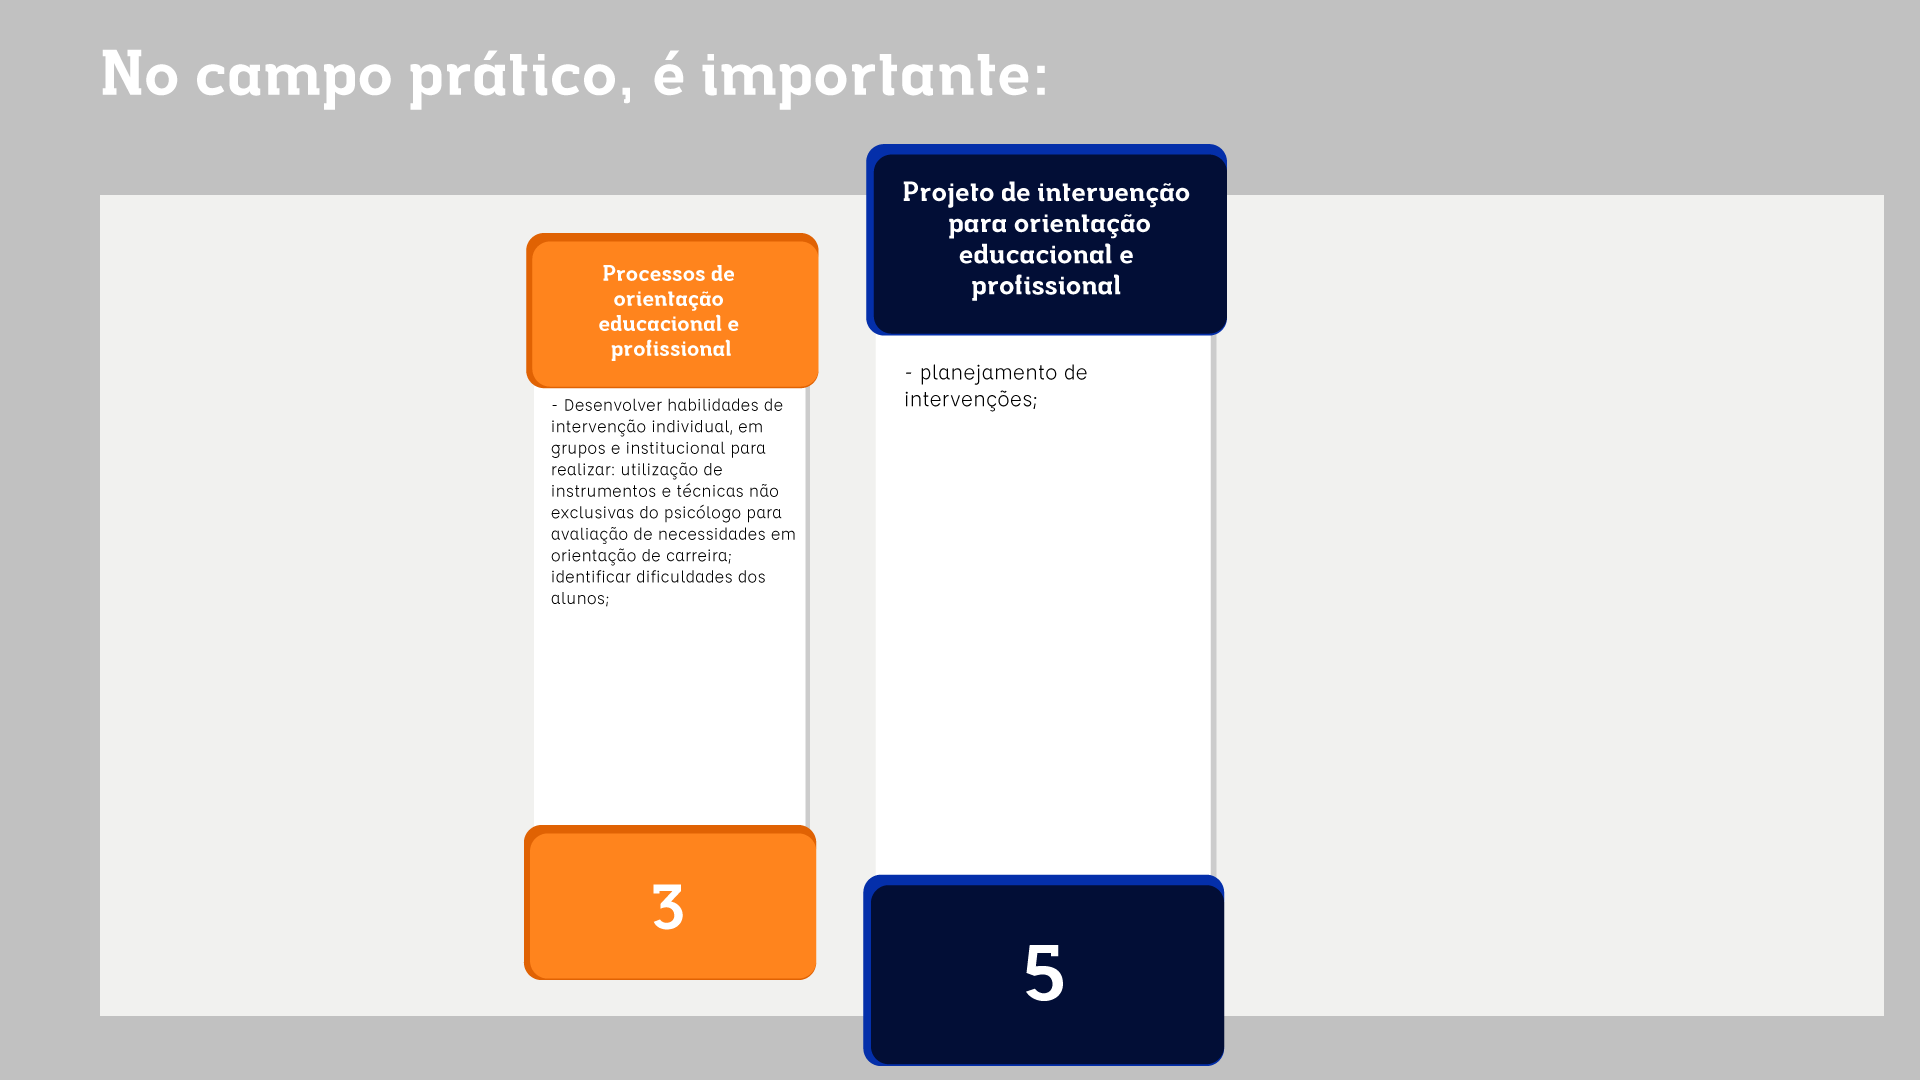 No campo prático, é importante:
Processos de
orientação
educacional e
profissional
- Desenvolver habilidades de
intervenção individual, em
grupos e institucional para
realizar: utilização de
instrumentos e técnicas não
exclusivas do psicólogo para
avaliação de necessidades em
orientação de carreira;
identificar dificuldades dos
alunos;
3
Projeto de intervenção
para orientação
educacional e
profissional
- planejamento de
intervenções;
5